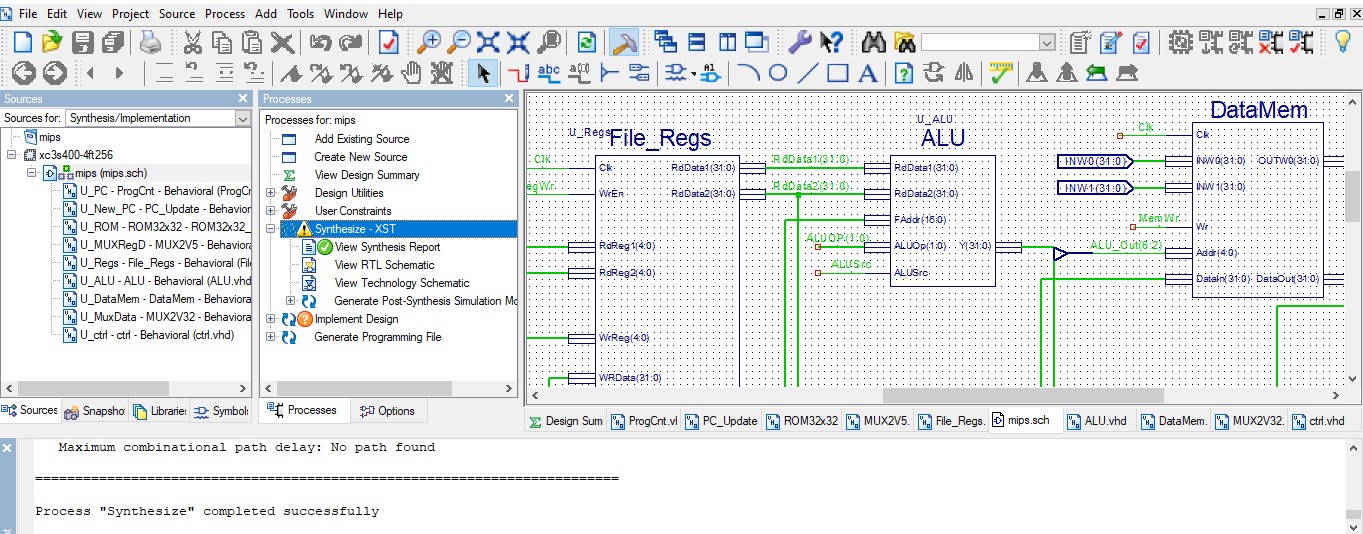 File Edit View Project Source Process Add Tools Window Help
Sources
Sources for: Synthesis/Implementation
mips
xc3s400-4ft256
mips (mips.sch)
U_PC - ProgCnt - Behavioral (ProgC
U_New_PC - PC_Update - Behavior
U_ROM - ROM32x32 - ROM32x32_
U_MUXRegD - MUX2V5 - Behavior
U_Regs - File_Regs - Behavioral (Fil
U_ALU - ALU - Behavioral (ALU.vhd
U_DataMem - DataMem - Behaviora
U_MuxData - MUX2V32 - Behaviora
U_ctrl - ctrl - Behavioral (ctrl.vhd)
Sources Snapsho Libraries Symbol
Processes
Processes for: mips
Add Existing Source
Create New Source
View Design Summary
Design Utilities
User Constraints
Synthesize - XST
View Synthesis Report
View RTL Schematic
View Technology Schematic
Generate Post-Synthesis Simulation Mo
Implement Design
Generate Programming File
Processes Options
U_Regs
File_Regs
Clk
Clk
egWr
WrEn
RdReg1(4:0)
RdReg2(4:0)
WrReg(4:0)
WRData(31:0)
RdData1(31:0)
RdData2(31:0)
RdData1(31:0)
RdData2(31:0)
U_ALU
ALU
RdData1(31:0)
RdData2(31:0)
FAddr(15:0)
ALUOP(1:0)
ALUOp(1:0)
Y(31:0)
ALUSrc
ALUSrc
ALU_Out(6:2)
DataMem
Clk
Clk
INW0(31:0)
INW0(31:0)
OUTW0(31:0)
INW1(31:0)
INW1(31:0)
MemWr
Wr
Addr(4:0)
DataIn(31:0)
DataOut(31:0)
Design Sum ProgCnt.vl PC_Update ROM32x32 MUX2V5. File_Regs. mips.sch ALU.vhd DataMem. MUX2V32. ctrl.vhd
Maximum combinational path delay: No path found
=========================================================================
Process "Synthesize" completed successfully